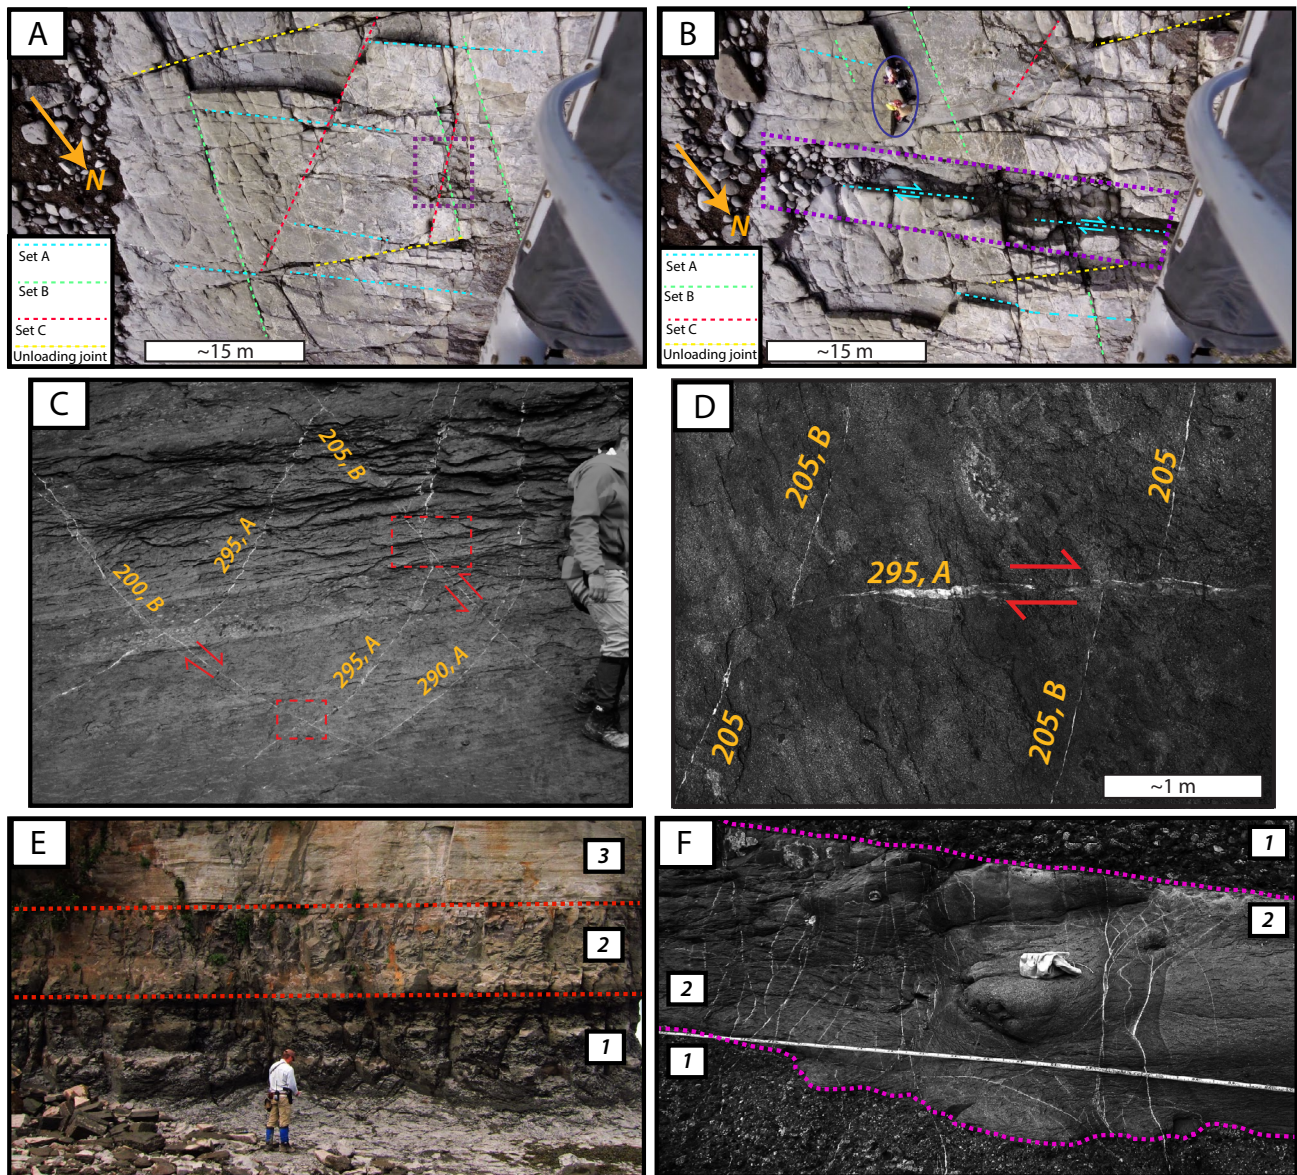 A
N
Set A
Set B
Set C
Unloading joint
~15 m
B
N
Set A
Set B
Set C
Unloading joint
~15 m
C
205, B
295, A
200, B
295, A
290, A
D
205, B
205
295, A
205
205, B
~1 m
E
3
2
1
F
1
2
2
1